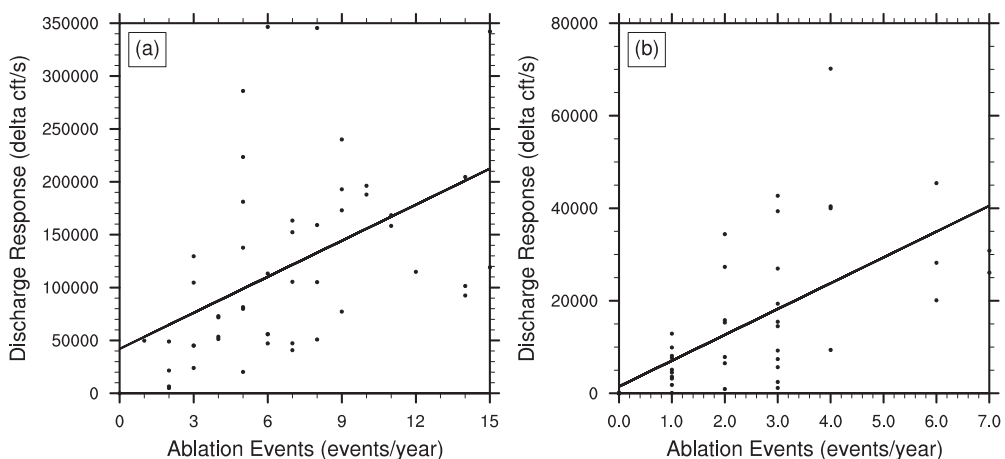 (a)
Discharge Response (delta cft/s)
350000
300000
250000
200000
150000
100000
50000
0
0 3 6 9 12 15
Ablation Events (events/year)
(b)
Discharge Response (delta cft/s)
80000
60000
40000
20000
0
0.0 1.0 2.0 3.0 4.0 5.0 6.0 7.0
Ablation Events (events/year)